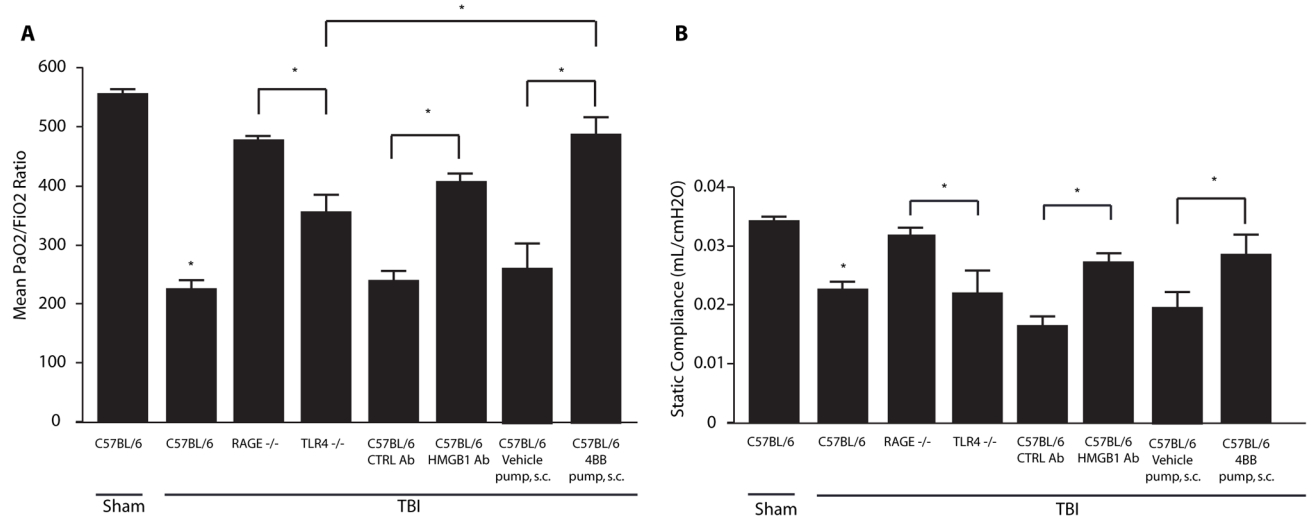 A
*
Mean PaO2/FiO2 Ratio
600
*
*
500
*
400
300
*
200
100
0
C57BL/6
C57BL/6
RAGE -/-
TLR4 -/-
C57BL/6
CTRL Ab
C57BL/6
HMGB1 Ab
C57BL/6
Vehicle
pump, s.c.
C57BL/6
4BB
pump, s.c.
Sham
TBI
B
Static Compliance (mL/cmH2O)
0.04
*
*
*
0.03
*
0.02
0.01
0
C57BL/6
C57BL/6
RAGE -/-
TLR4 -/-
C57BL/6
CTRL Ab
C57BL/6
HMGB1 Ab
C57BL/6
Vehicle
pump, s.c.
C57BL/6
4BB
pump, s.c.
Sham
TBI